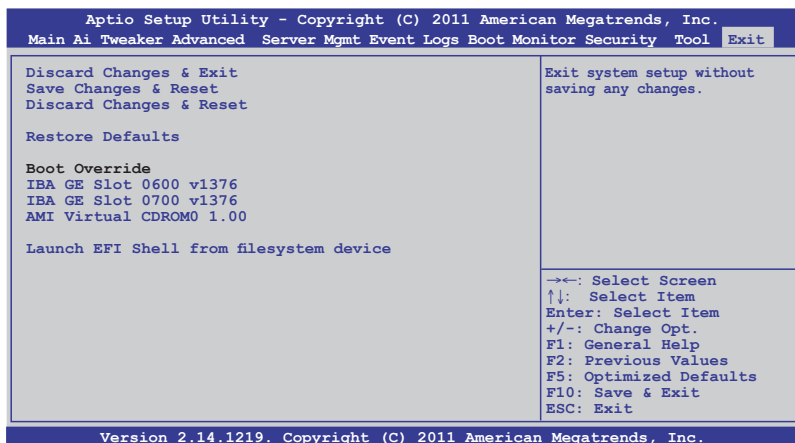 Aptio Setup Utility - Copyright (C) 2011 American Megatrends, Inc.
Main Ai Tweaker Advanced Server Mgmt Event Logs Boot Monitor Security Tool Exit
Discard Changes & Exit
Save Changes & Reset
Discard Changes & Reset
Restore Defaults
Boot Override
IBA GE Slot 0600 v1376
IBA GE Slot 0700 v1376
AMI Virtual CDROM0 1.00
Launch EFI Shell from filesystem device
Exit system setup without
saving any changes.
→←: Select Screen
↑↓: Select Item
Enter: Select Item
+/-: Change Opt.
F1: General Help
F2: Previous Values
F5: Optimized Defaults
F10: Save & Exit
ESC: Exit
Version 2.14.1219. Copyright (C) 2011 American Megatrends, Inc.